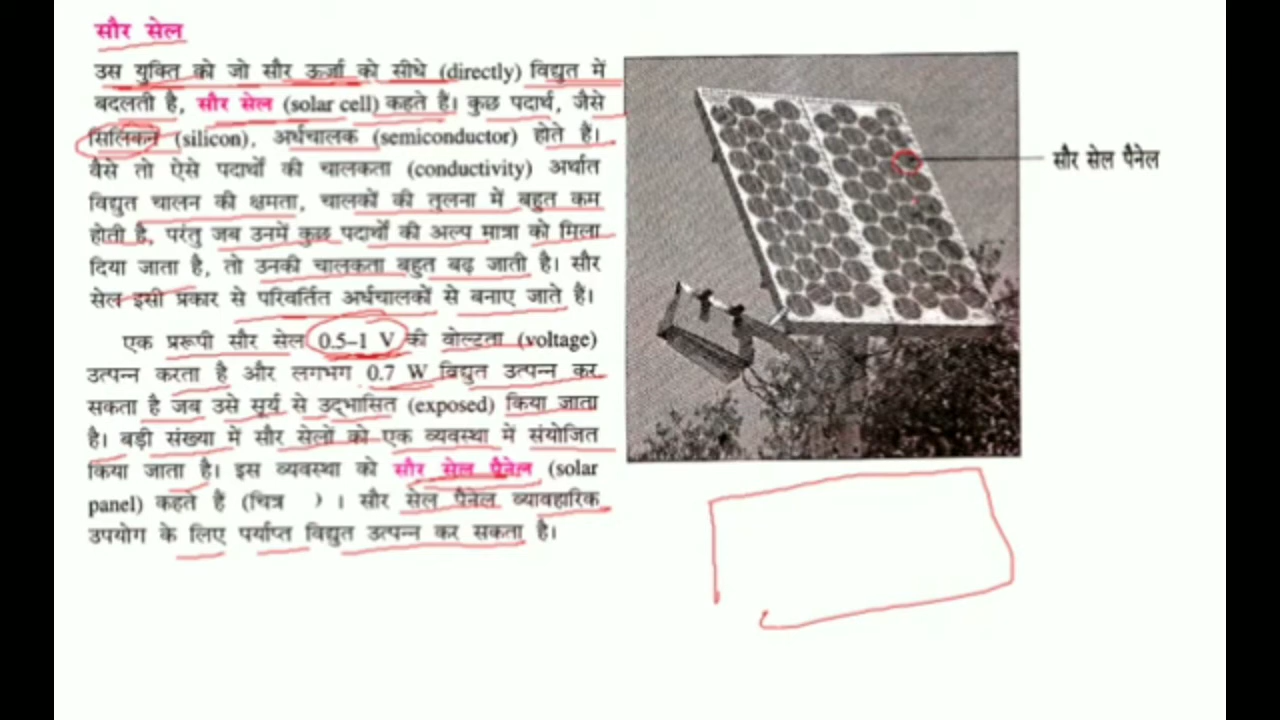 सौर सेल
उस युक्ति को जो सौर ऊर्जा को सीधे (directly) विद्युत में
बदलती है, सौर सेल (solar cell) कहते हैं। कुछ पदार्थ, जैसे
सिलिकन (silicon), अर्धचालक (semiconductor) होते हैं।
वैसे तो ऐसे पदार्थों की चालकता (conductivity) अर्थात
विद्युत चालन की क्षमता, चालकों की तुलना में बहुत कम
होती है, परंतु जब उनमें कुछ पदार्थों की अल्प मात्रा को मिला
दिया जाता है, तो उनकी चालकता बहुत बढ़ जाती है। सौर
सेल इसी प्रकार से परिवर्तित अर्धचालकों से बनाए जाते हैं।
एक प्ररूपी सौर सेल 0.5–1 V की वोल्टता (voltage)
उत्पन्न करता है और लगभग 0.7 W विद्युत उत्पन्न कर
सकता है जब उसे सूर्य से उद्भासित (exposed) किया जाता
है। बड़ी संख्या में सौर सेलों को एक व्यवस्था में संयोजित
किया जाता है। इस व्यवस्था को सौर सेल पैनेल (solar
panel) कहते हैं (चित्र ) । सौर सेल पैनेल व्यावहारिक
उपयोग के लिए पर्याप्त विद्युत उत्पन्न कर सकता है।
सौर सेल पैनेल